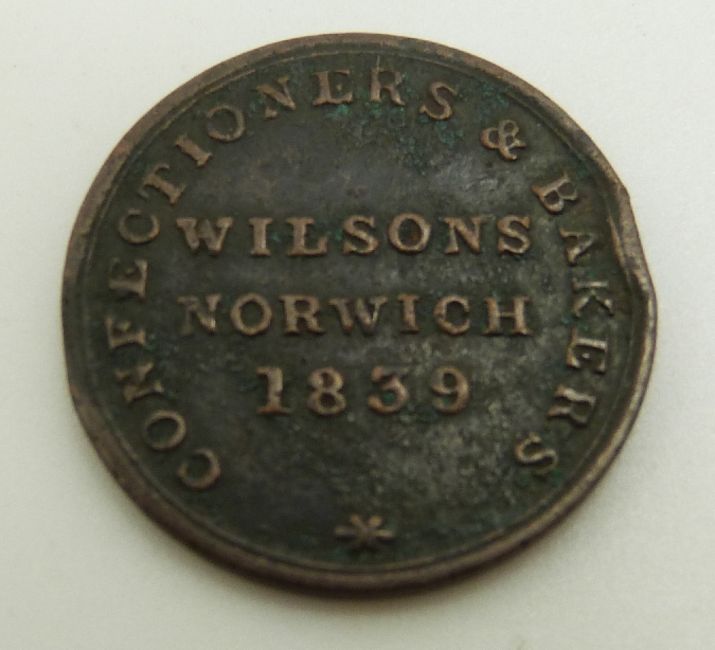 CONFECTIONERS & BAKERS
WILSONS
NORWICH
1839